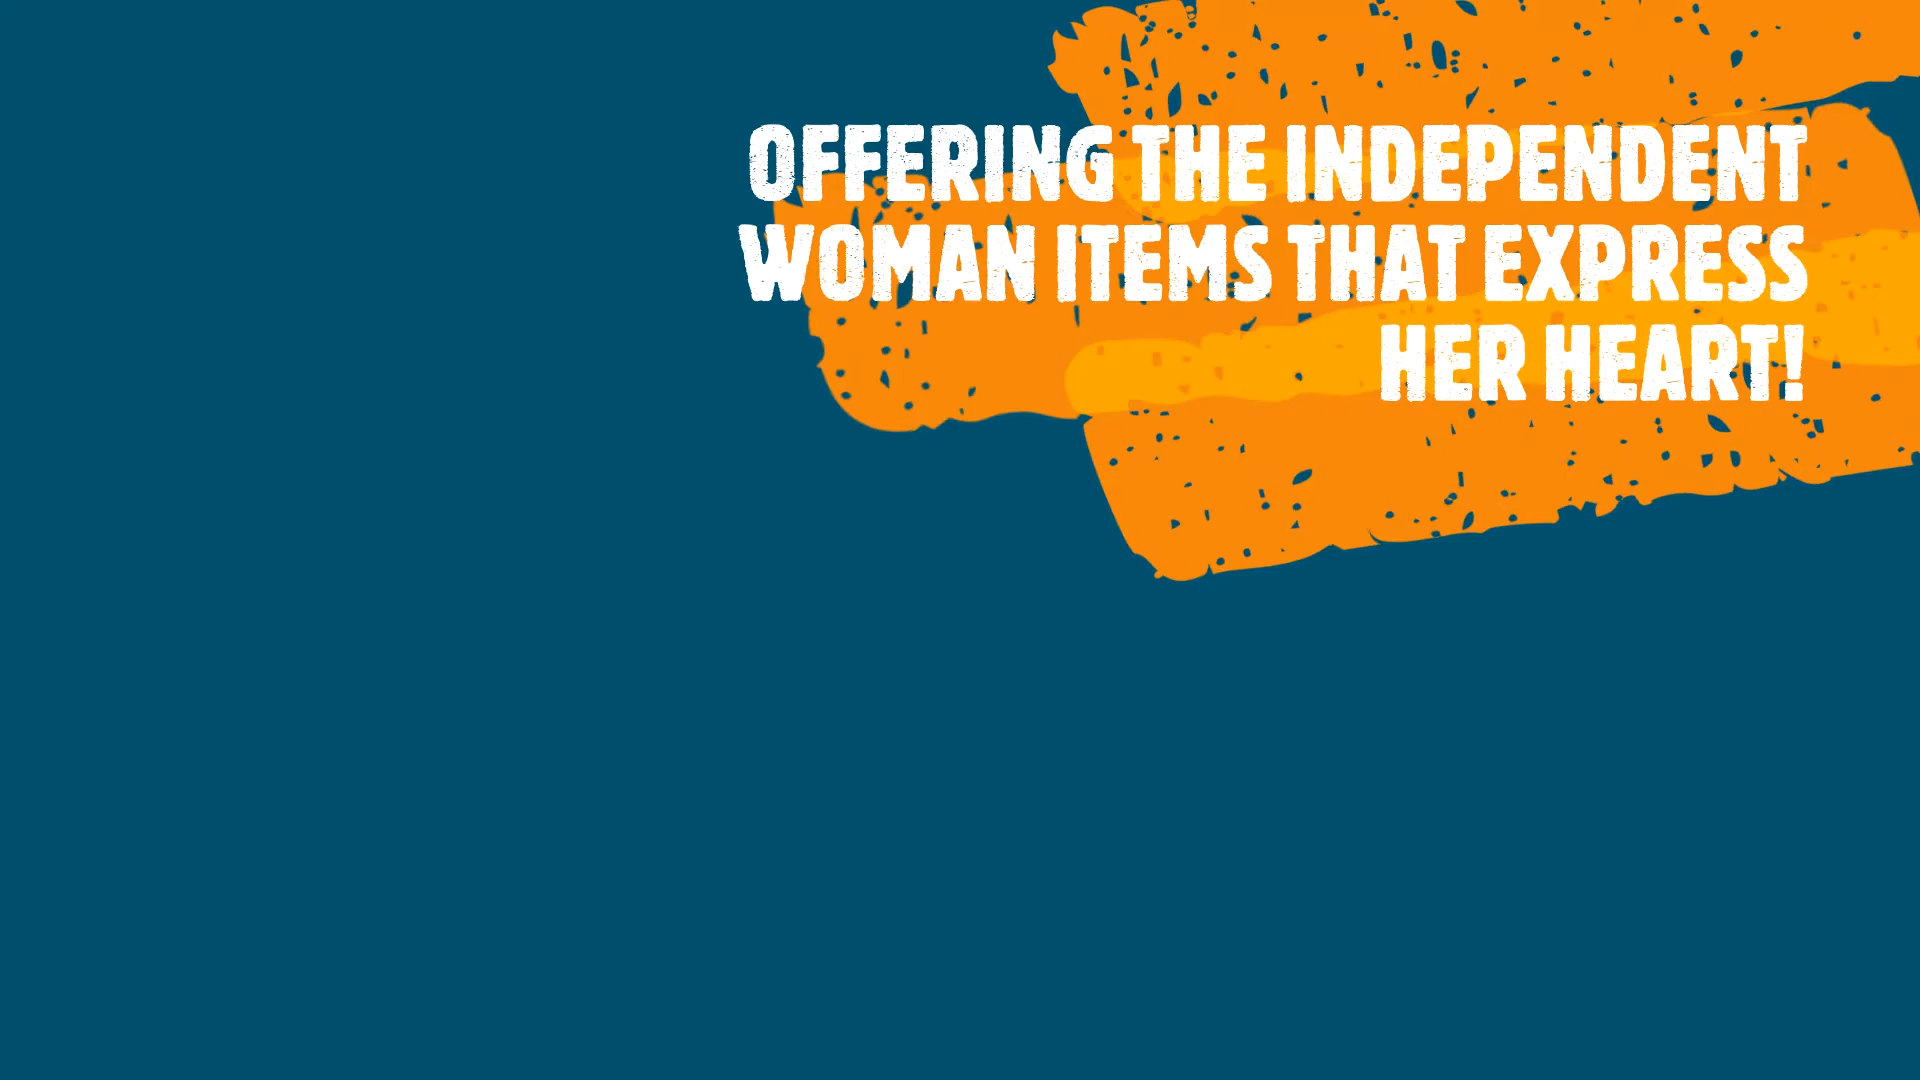 OFFERING THE INDEPENDENT
WOMAN ITEMS THAT EXPRESS
HER HEART!